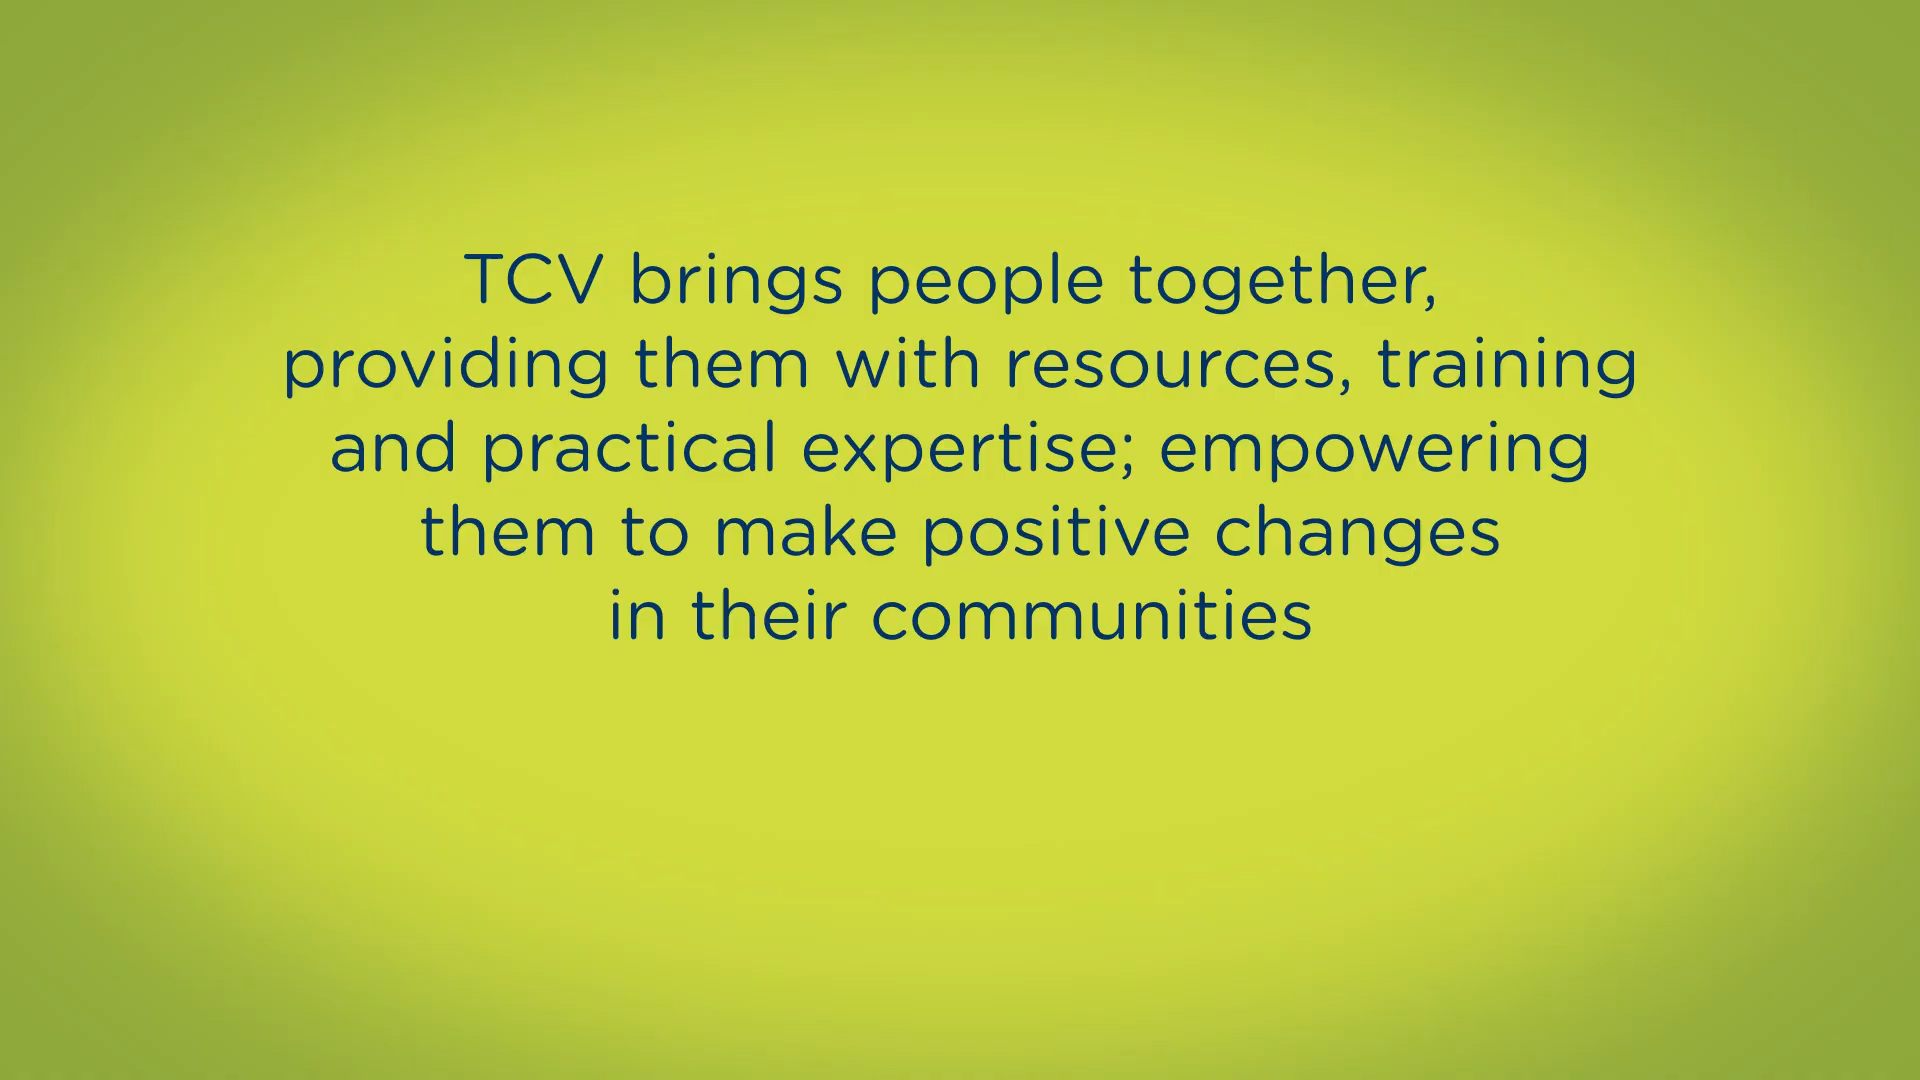 TCV brings people together,
providing them with resources, training
and practical expertise; empowering
them to make positive changes
in their communities